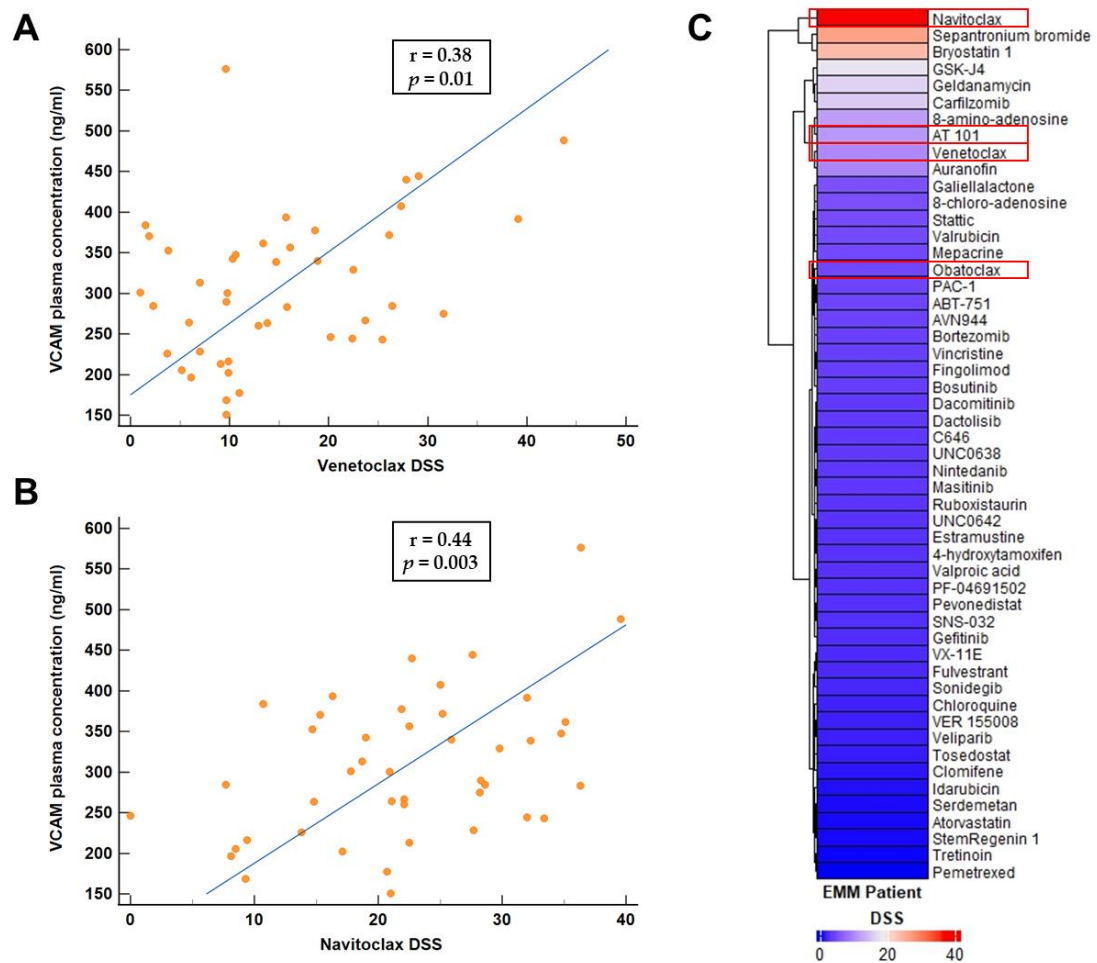 A
600
550
500
450
400
350
300
250
200
150
VCAM plasma concentration (ng/ml)
r = 0.38
p = 0.01
0
10
20
30
40
50
Venetoclax DSS
B
600
550
500
450
400
350
300
250
200
150
VCAM plasma concentration (ng/ml)
r = 0.44
p = 0.003
0
10
20
30
40
Navitoclax DSS
C
Navitoclax
Sepantronium bromide
Bryostatin 1
GSK-J4
Geldanamycin
Carfilzomib
8-amino-adenosine
AT 101
Venetoclax
Auranofin
Galiellalactone
8-chloro-adenosine
Stattic
Valrubicin
Mepacrine
Obatoclax
PAC-1
ABT-751
AVN944
Bortezomib
Vincristine
Fingolimod
Bosutinib
Dacomitinib
Dactolisib
C646
UNC0638
Nintedanib
Masitinib
Ruboxistaurin
UNC0642
Estramustine
4-hydroxytamoxifen
Valproic acid
PF-04691502
Pevonedistat
SNS-032
Gefitinib
VX-11E
Fulvestrant
Sonidegib
Chloroquine
VER 155008
Veliparib
Tosedostat
Clomifene
Idarubicin
Serdemetan
Atorvastatin
StemRegenin 1
Tretinoin
Pemetrexed
EMM Patient
DSS
0
20
40